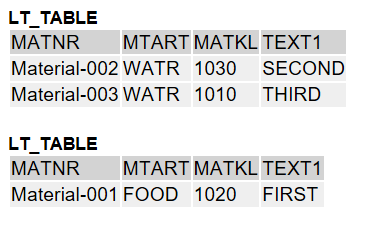 LT_TABLE
MATNR MTART MATKL TEXT1
Material-002 WATR 1030 SECOND
Material-003 WATR 1010 THIRD
LT_TABLE
MATNR MTART MATKL TEXT1
Material-001 FOOD 1020 FIRST